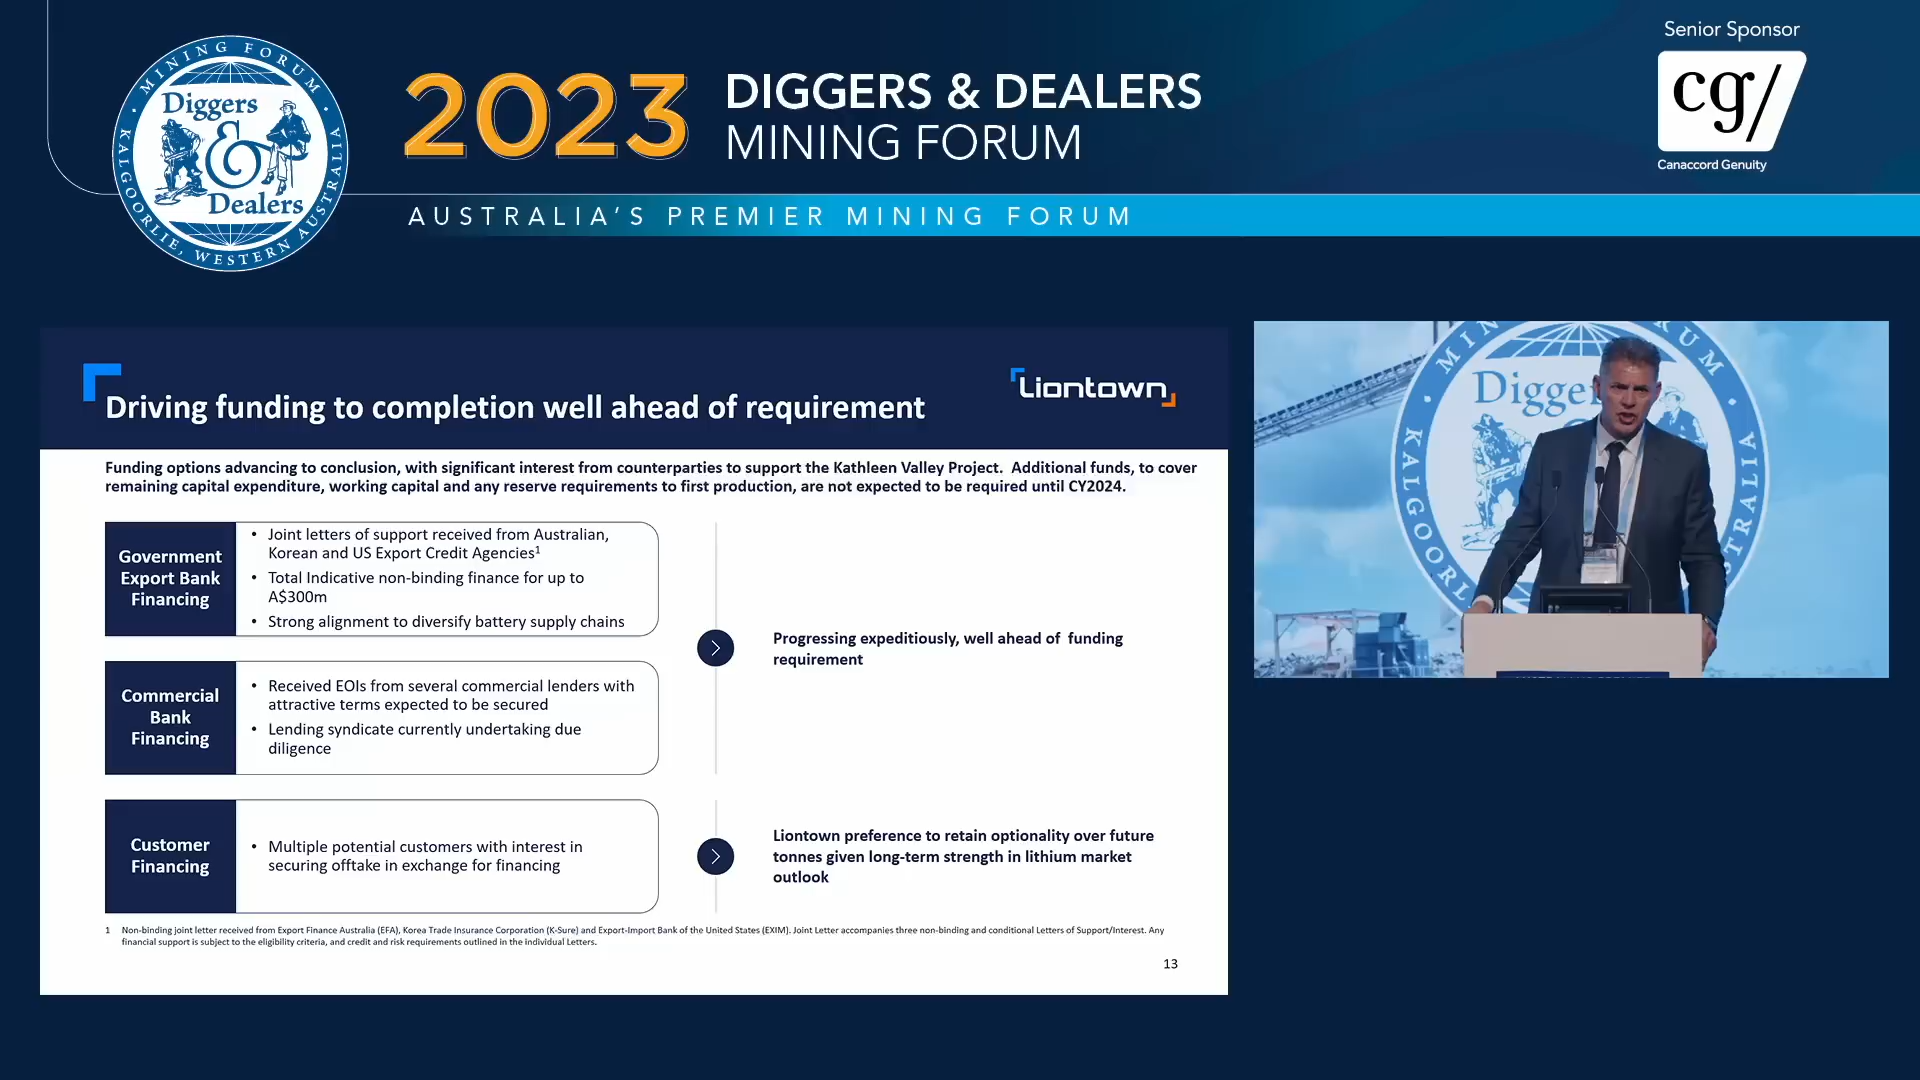 MINING FORUM
Diggers
&
Dealers
KALGOORLIE, WESTERN AUSTRALIA
2023
DIGGERS & DEALERS
MINING FORUM
AUSTRALIA'S PREMIER MINING FORUM
Senior Sponsor
cg/
Canaccord Genuity
Driving funding to completion well ahead of requirement
Liontown
Funding options advancing to conclusion, with significant interest from counterparties to support the Kathleen Valley Project. Additional funds, to cover
remaining capital expenditure, working capital and any reserve requirements to first production, are not expected to be required until CY2024.
Government
Export Bank
Financing
• Joint letters of support received from Australian,
Korean and US Export Credit Agencies1
• Total Indicative non-binding finance for up to
A$300m
• Strong alignment to diversify battery supply chains
Commercial
Bank
Financing
• Received EOIs from several commercial lenders with
attractive terms expected to be secured
• Lending syndicate currently undertaking due
diligence
Progressing expeditiously, well ahead of funding
requirement
Customer
Financing
• Multiple potential customers with interest in
securing offtake in exchange for financing
Liontown preference to retain optionality over future
tonnes given long-term strength in lithium market
outlook
1 Non-binding joint letter received from Export Finance Australia (EFA), Korea Trade Insurance Corporation (K-Sure) and Export-Import Bank of the United States (EXIM). Joint Letter accompanies three non-binding and conditional Letters of Support/Interest. Any
financial support is subject to the eligibility criteria, and credit and risk requirements outlined in the individual Letters.
13
MIN
RUM
Digge
KALGOORL
STRALIA